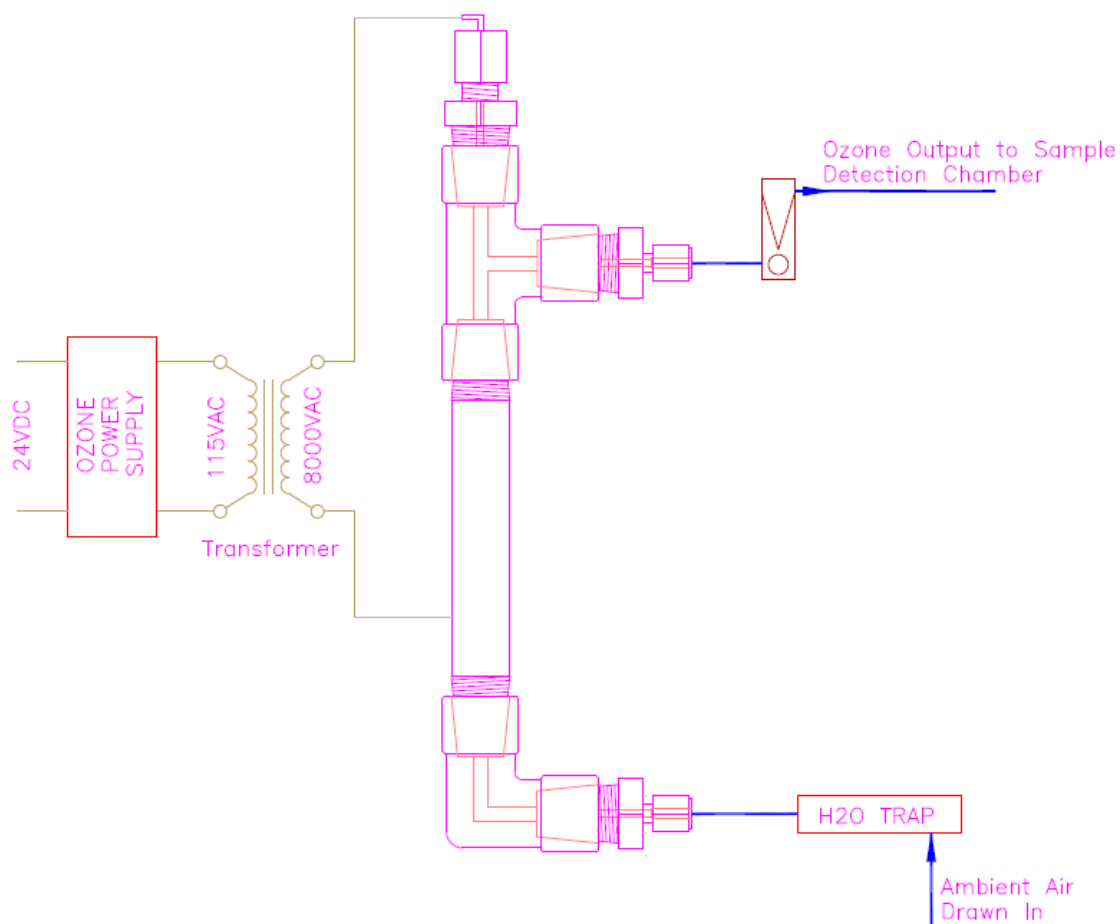 Ozone Output to Sample
Detection Chamber
24VDC
OZONE
POWER
SUPPLY
115VAC
8000VAC
Transformer
H2O TRAP
Ambient Air
Drawn In